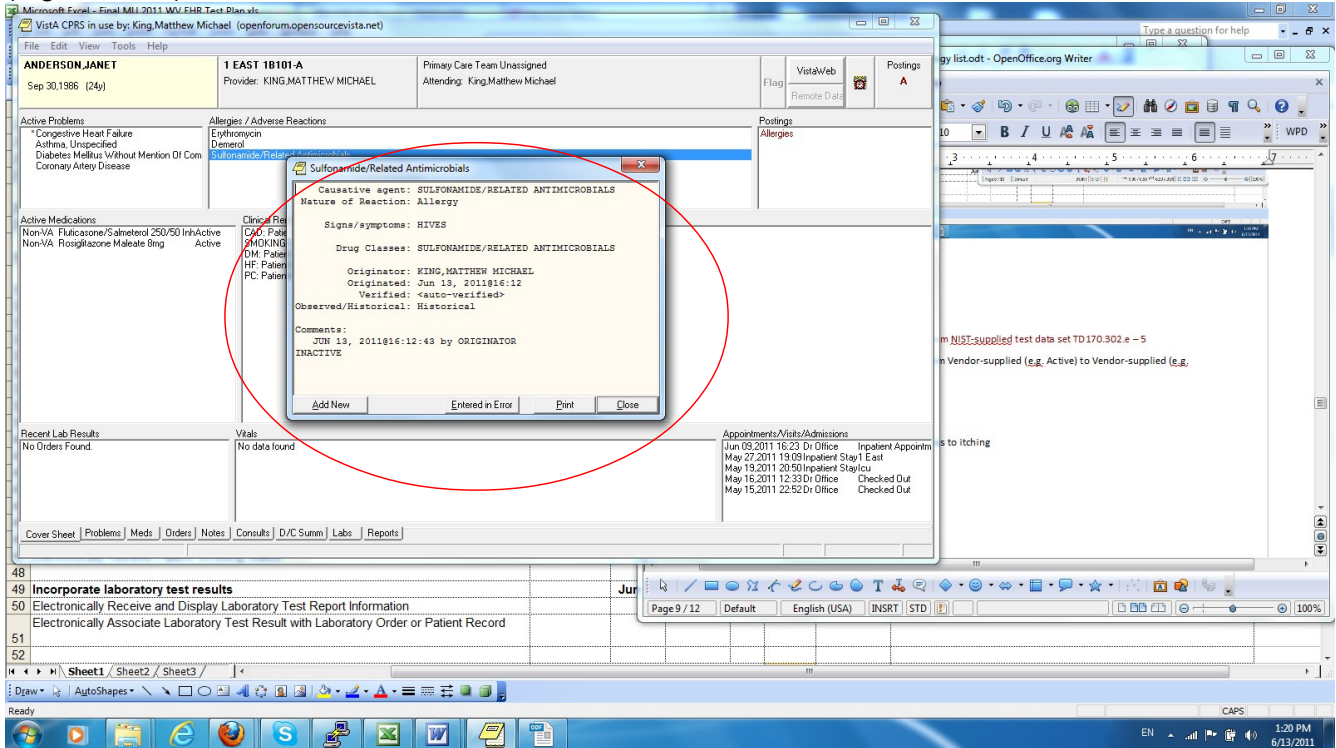 Microsoft Excel - Final MU 2011 WV EHR Test Plan.xls
VistA CPRS in use by: King,Matthew Michael (openforum.opensourcevista.net)
Type a question for help
File Edit View Tools Help
gy list.odt - OpenOffice.org Writer
ANDERSON,JANET
Sep 30,1986 (24y)
1 EAST 1B101-A
Provider: KING,MATTHEW MICHAEL
Primary Care Team Unassigned
Attending: King,Matthew Michael
Flag
VistaWeb
Remote Data
Postings
A
10
B I U
WPD
3 4 5 6 7
Active Problems
*Congestive Heart Failure
Asthma, Unspecified
Diabetes Mellitus Without Mention Of Com
Coronary Artery Disease
Allergies / Adverse Reactions
Erythromycin
Demerol
Sulfonamide/Related Antimicrobials
Postings
Allergies
Sulfonamide/Related Antimicrobials
Causative agent: SULFONAMIDE/RELATED ANTIMICROBIALS
Nature of Reaction: Allergy
Signs/symptoms: HIVES
Drug Classes: SULFONAMIDE/RELATED ANTIMICROBIALS
Originator: KING,MATTHEW MICHAEL
Originated: Jun 13, 2011@16:12
Verified: <auto-verified>
Observed/Historical: Historical
Comments:
JUN 13, 2011@16:12:43 by ORIGINATOR
INACTIVE
Add New
Entered in Error
Print
Close
Active Medications
Non-VA Fluticasone/Salmeterol 250/50 InhActive
Non-VA Rosiglitazone Maleate 8mg Active
Clinical Re
CAD: Patie
SMOKING
DM: Patien
HF: Patien
PC: Patien
m NIST-supplied test data set TD170.302.e – 5
m Vendor-supplied (e.g. Active) to Vendor-supplied (e.g.
s to itching
Recent Lab Results
No Orders Found.
Vitals
No data found
Appointments/Visits/Admissions
Jun 09,2011 16:23 Dr Office Inpatient Appointm
May 27,2011 19:09 Inpatient Stay1 East
May 19,2011 20:50 Inpatient StayIcu
May 16,2011 12:33 Dr Office Checked Out
May 15,2011 22:52 Dr Office Checked Out
Cover Sheet Problems Meds Orders Notes Consults D/C Summ Labs Reports
48
49 Incorporate laboratory test results Jun
50 Electronically Receive and Display Laboratory Test Report Information
Electronically Associate Laboratory Test Result with Laboratory Order or Patient Record
51
52
Page 9 / 12 Default English (USA) INSRT STD 100%
Sheet1 Sheet2 Sheet3
Draw AutoShapes
Ready
CAPS
EN
1:20 PM
6/13/2011